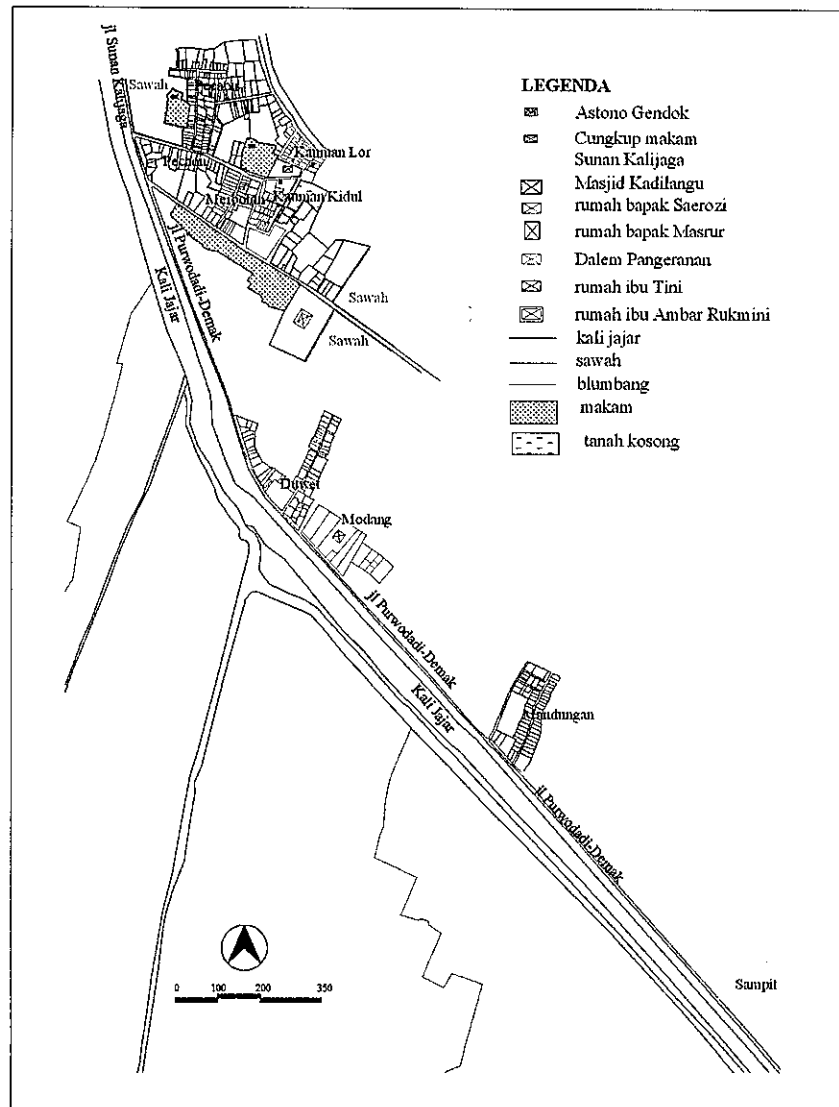 jl Sunan Kalijaga
Sawah
Pecaon
Kauman Lor
Pecaon
Kauman Kidul
jl Purwodadi-Demak
Kali Jajar
Sawah
Sawah
LEGENDA
Astono Gendok
Cungkup makam
Sunan Kalijaga
Masjid Kadilangu
rumah bapak Saerozi
rumah bapak Masrur
Dalem Pangeranan
rumah ibu Tini
rumah ibu Ambar Rukmini
kali jajar
sawah
blumbang
makam
tanah kosong
Duwet
Modang
jl Purwodadi-Demak
Kali Jajar
jl Purwodadi-Demak
0 100 200 350
Sampit